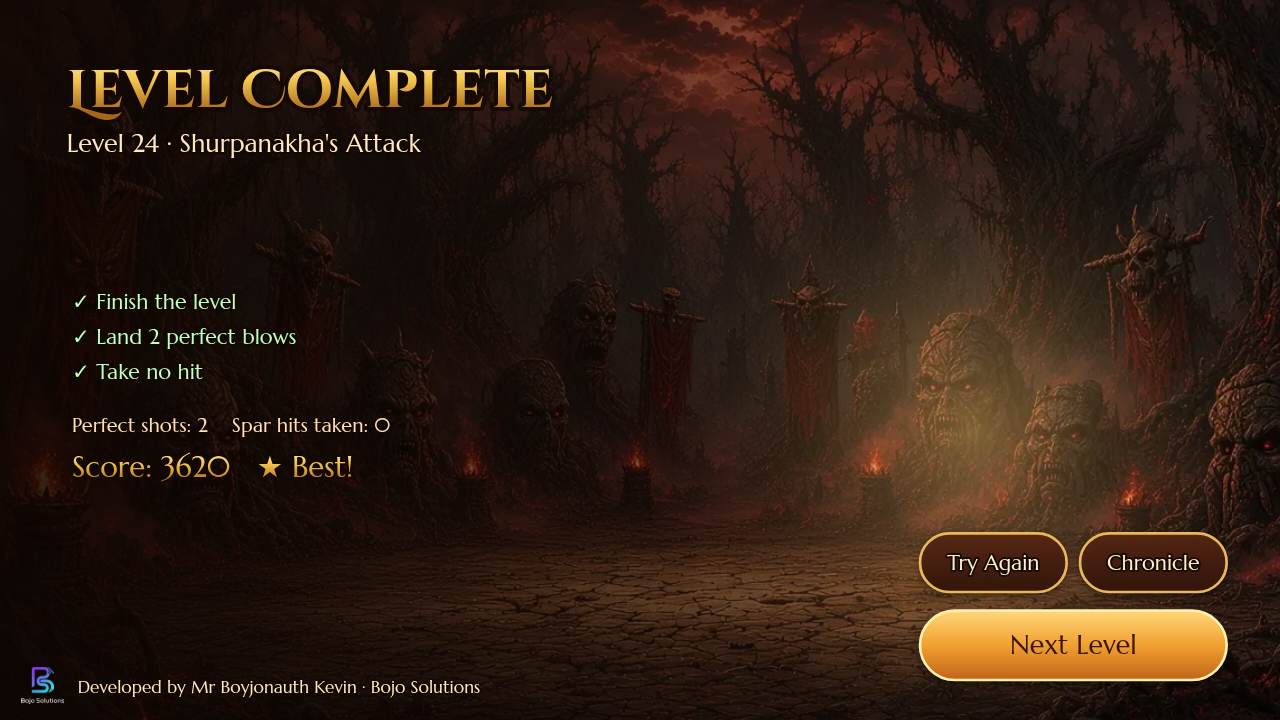 Level Complete
Level 24 · Shurpanakha's Attack
✓ Finish the level
✓ Land 2 perfect blows
✓ Take no hit
Perfect shots: 2 Spar hits taken: 0
Score: 3620 ★ Best!
Try Again
Chronicle
Next Level
Bojo Solutions
Developed by Mr Boyjonauth Kevin · Bojo Solutions